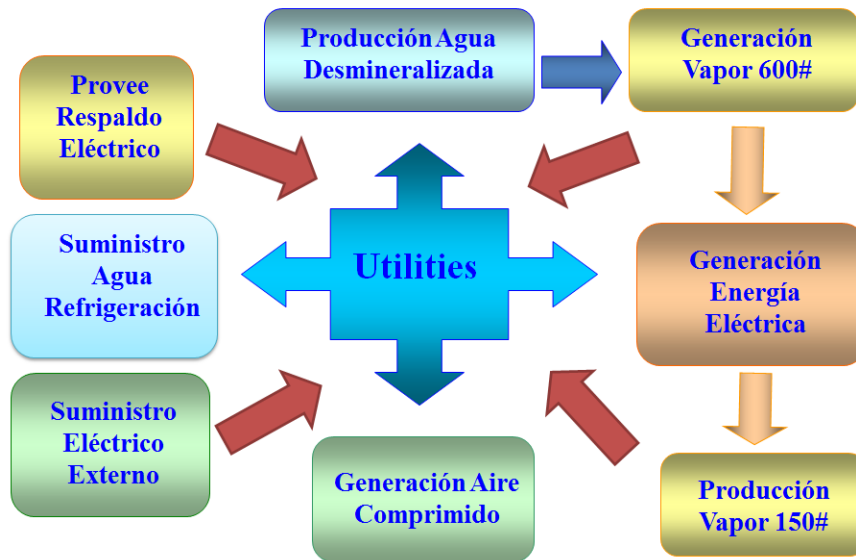 Producción Agua
Desmineralizada
Generación
Vapor 600#
Provee
Respaldo
Eléctrico
Suministro
Agua
Refrigeración
Utilities
Generación
Energía
Eléctrica
Suministro
Eléctrico
Externo
Generación Aire
Comprimido
Producción
Vapor 150#